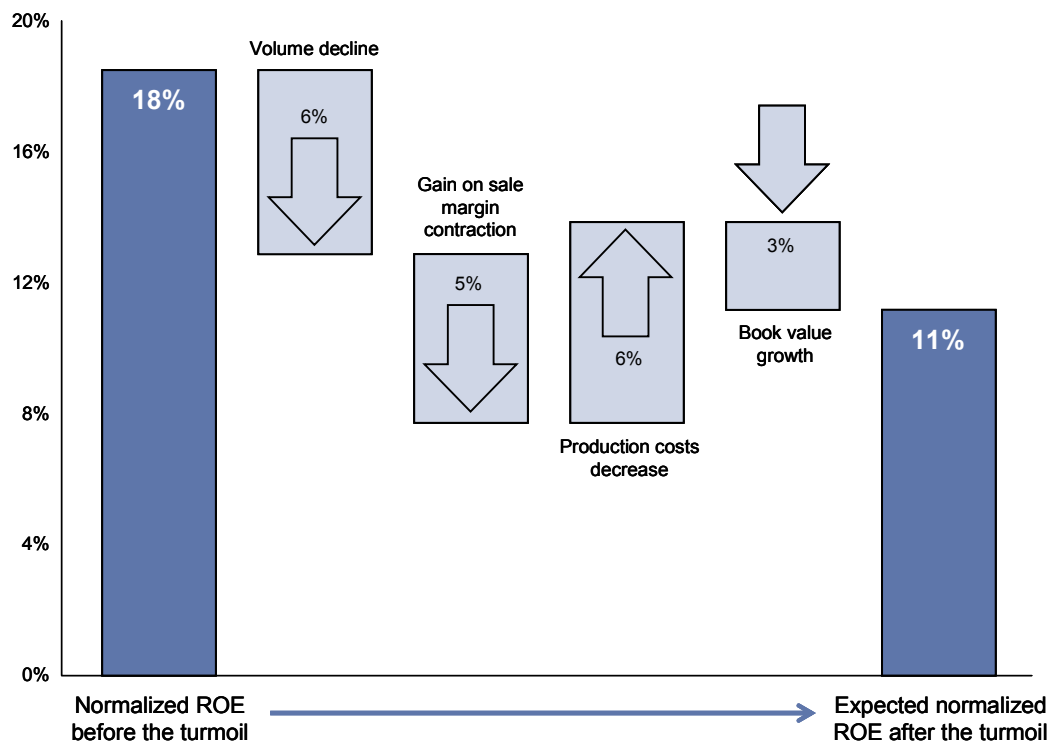 20%
16%
12%
8%
4%
0%
18%
Volume decline
6%
Gain on sale
margin
contraction
5%
6%
Production costs
decrease
3%
Book value
growth
11%
Normalized ROE
before the turmoil
Expected normalized
ROE after the turmoil